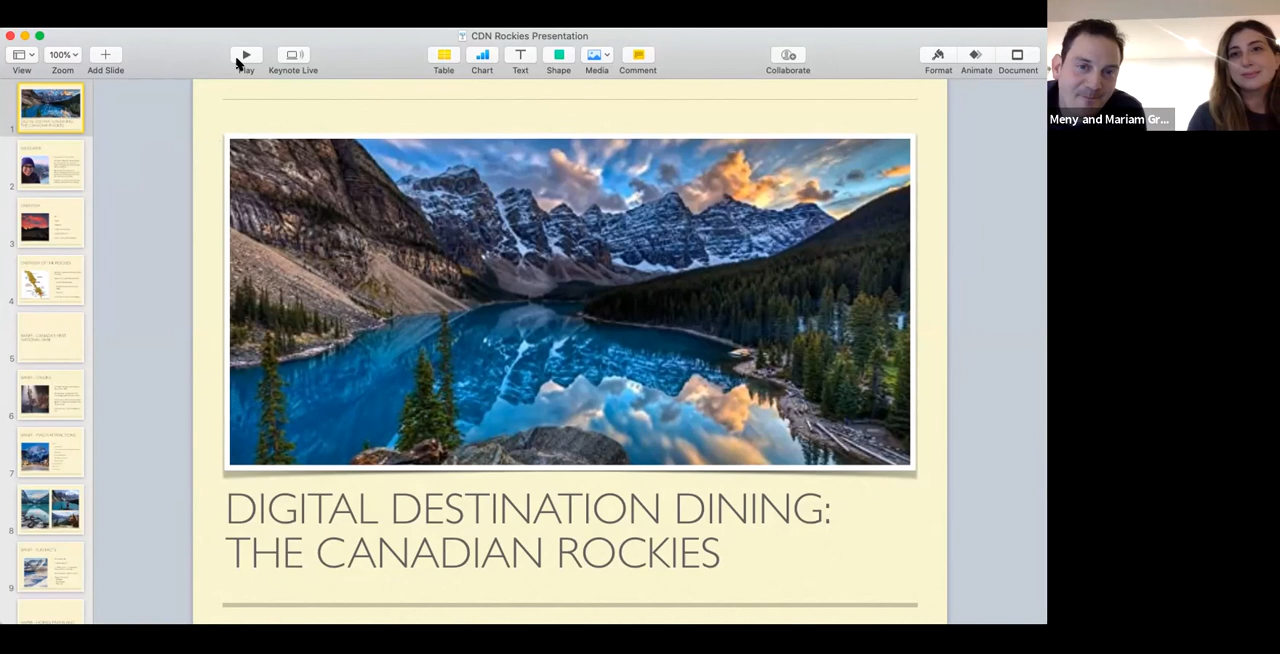 CDN Rockies Presentation
100%
View
Zoom
Add Slide
Play
Keynote Live
Table
Chart
Text
Shape
Media
Comment
Collaborate
Format
Animate
Document
Meny and Mariam Gr...
1
2
3
4
5
6
7
8
9
DIGITAL DESTINATION DINING:
THE CANADIAN ROCKIES